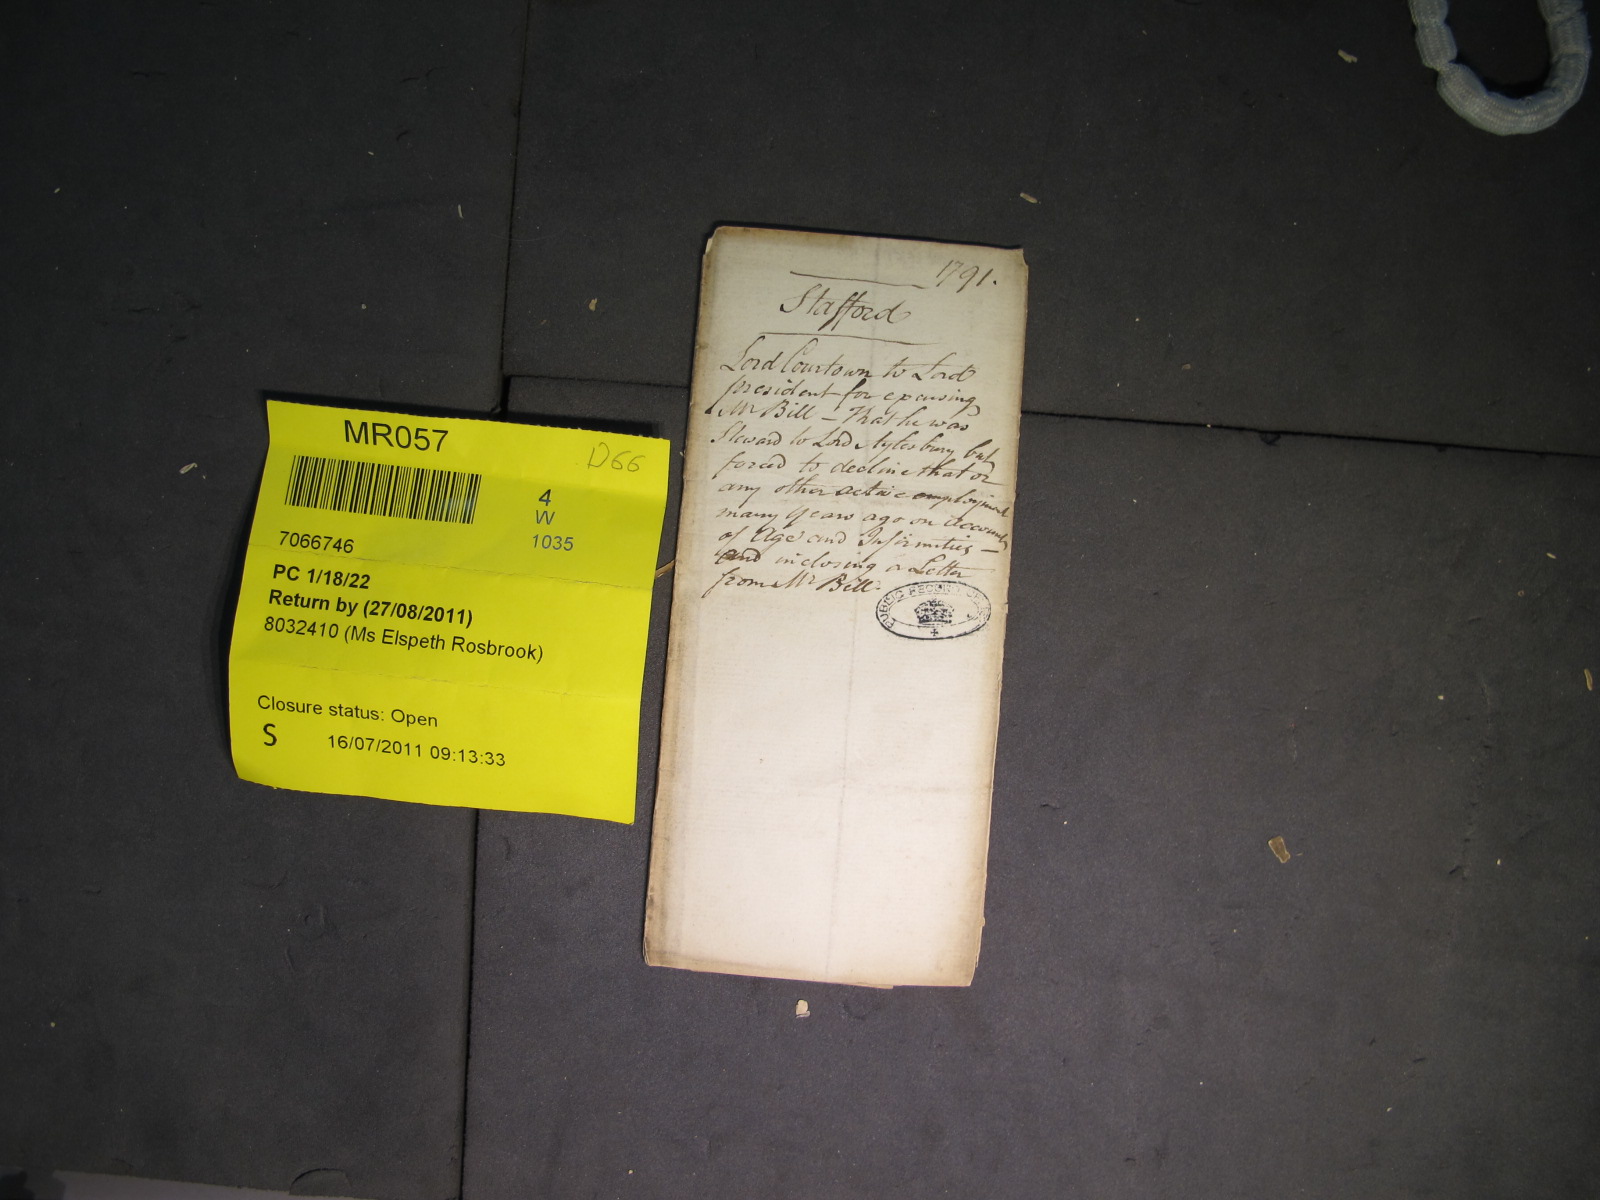 MR057
D66
4
W
1035
7066746
PC 1/18/22
Return by (27/08/2011)
8032410 (Ms Elspeth Rosbrook)
Closure status: Open
S 16/07/2011 09:13:33
1791.
Stafford
Lord Courtown to Lord
president for excusing
Mr Bill – That he was
Steward to Lord Aylesbury but
forced to decline that or
any other active employment
many Years ago on account
of Age and Infirmities –
and inclosing a Letter
from Mr Bill.
PUBLIC RECORD OFFICE